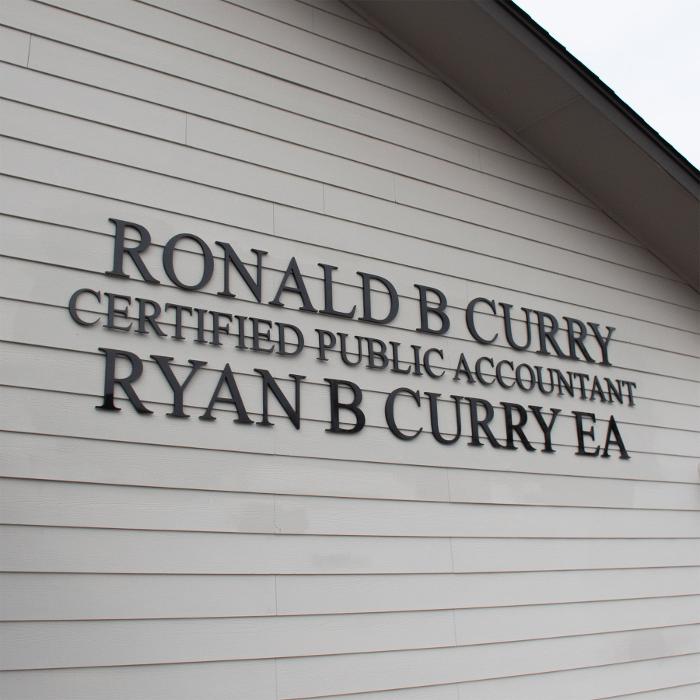 RONALD B CURRY
CERTIFIED PUBLIC ACCOUNTANT
RYAN B CURRY EA